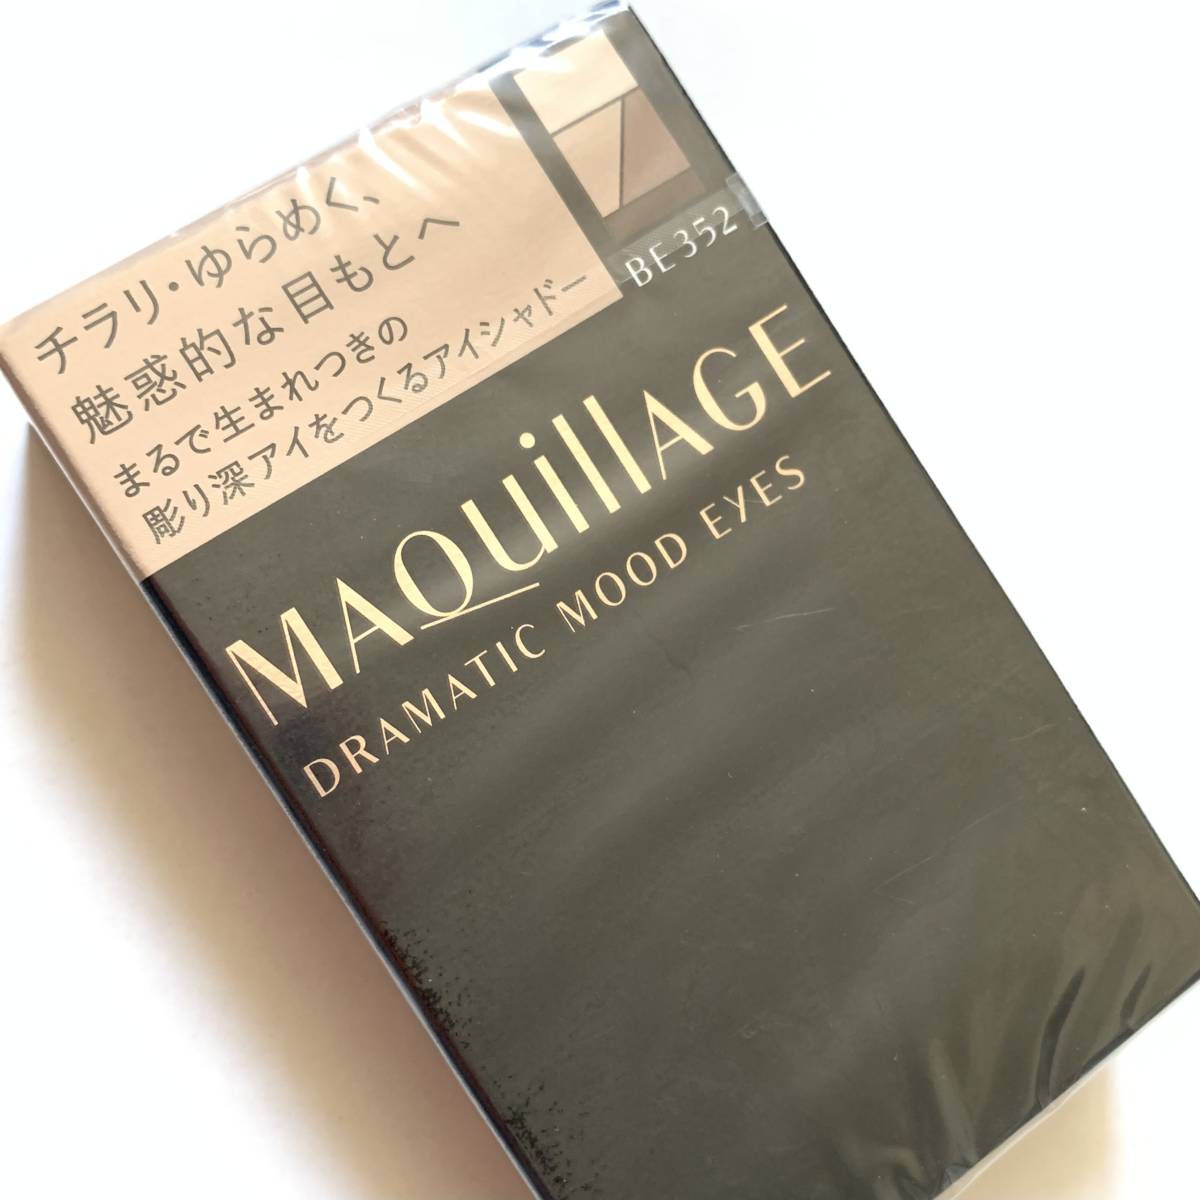 チラリ・ゆらめく、
魅惑的な目もとへ
まるで生まれつきの
彫り深アイをつくるアイシャドー
BE352
MAQuillAGE
DRAMATIC MOOD EYES